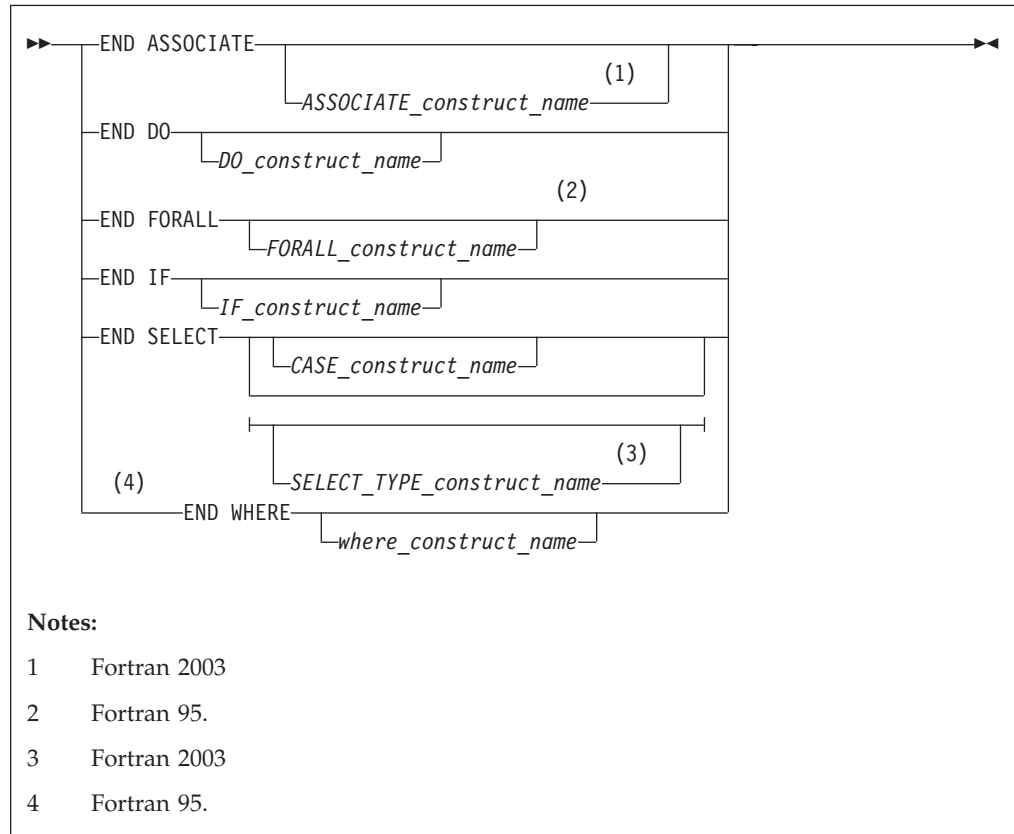 END ASSOCIATE
(1)
ASSOCIATE_construct_name
END DO
DO_construct_name
(2)
END FORALL
FORALL_construct_name
END IF
IF_construct_name
END SELECT
CASE_construct_name
(3)
(4)
SELECT_TYPE_construct_name
END WHERE
where_construct_name
Notes:
1 Fortran 2003
2 Fortran 95.
3 Fortran 2003
4 Fortran 95.